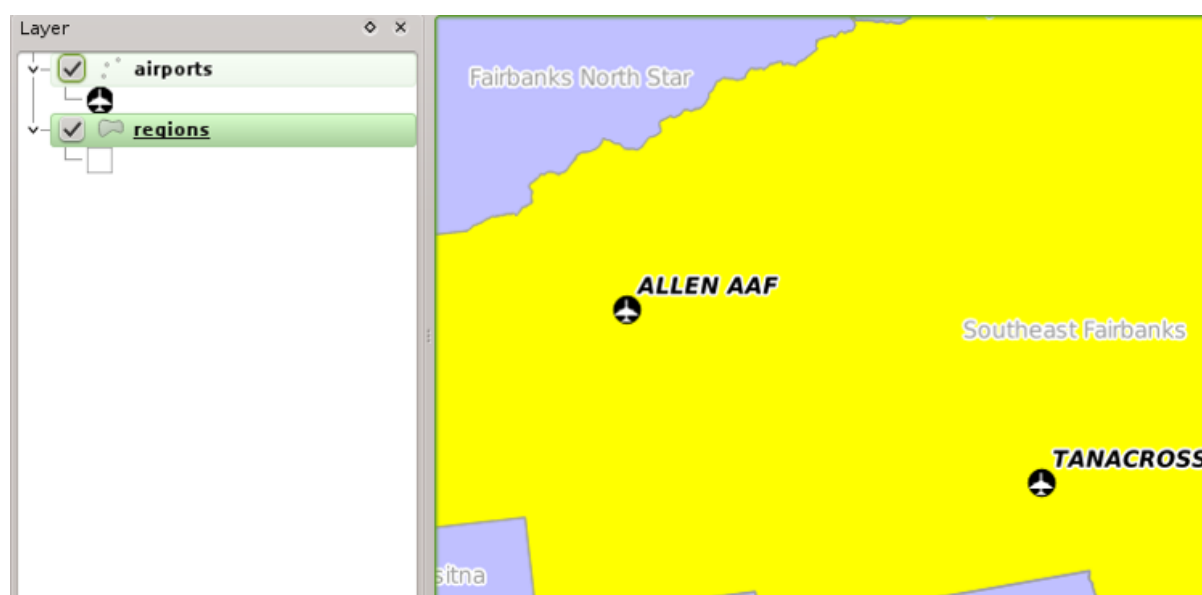 Layer
airports
regions
Fairbanks North Star
ALLEN AAF
Southeast Fairbanks
TANACROSS
sitna